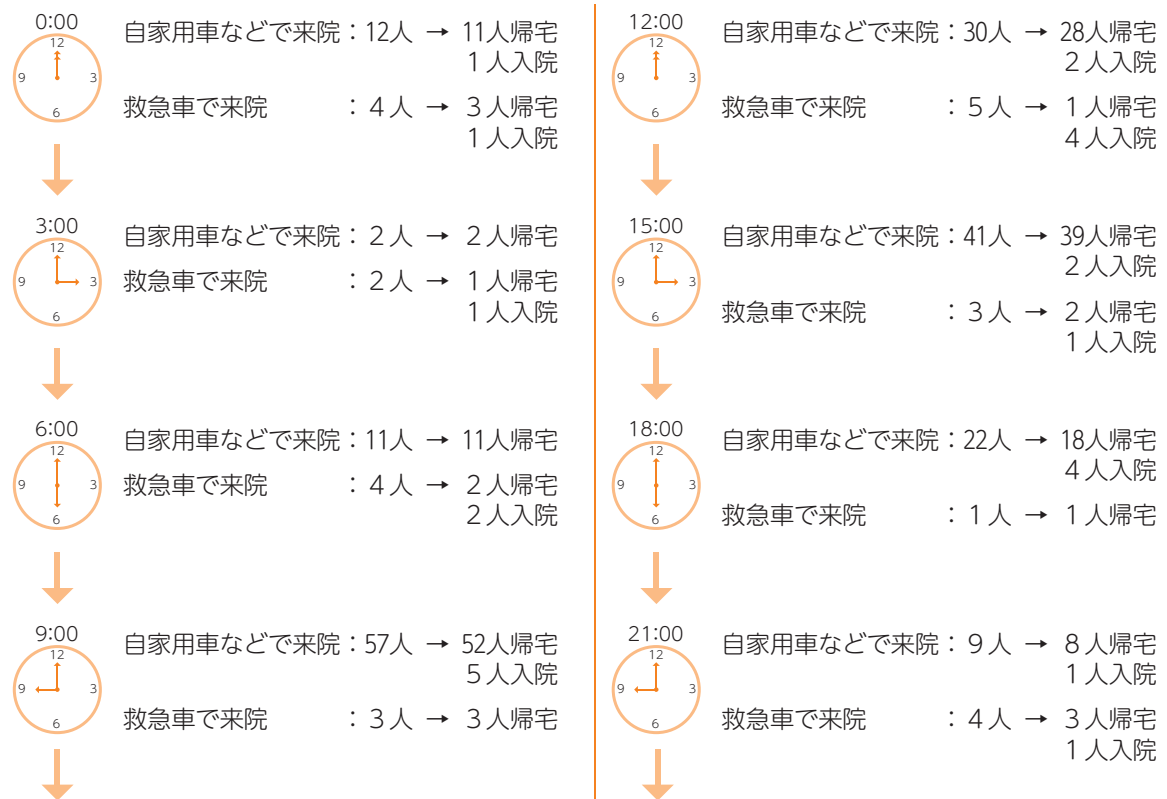 0:00
12
9
3
6
自家用車などで来院：12人 → 11人帰宅
1人入院
救急車で来院 ：4人 → 3人帰宅
1人入院
3:00
12
9
3
6
自家用車などで来院：2人 → 2人帰宅
救急車で来院 ：2人 → 1人帰宅
1人入院
6:00
12
9
3
6
自家用車などで来院：11人 → 11人帰宅
救急車で来院 ：4人 → 2人帰宅
2人入院
9:00
12
9
3
6
自家用車などで来院：57人 → 52人帰宅
5人入院
救急車で来院 ：3人 → 3人帰宅
12:00
12
9
3
6
自家用車などで来院：30人 → 28人帰宅
2人入院
救急車で来院 ：5人 → 1人帰宅
4人入院
15:00
12
9
3
6
自家用車などで来院：41人 → 39人帰宅
2人入院
救急車で来院 ：3人 → 2人帰宅
1人入院
18:00
12
9
3
6
自家用車などで来院：22人 → 18人帰宅
4人入院
救急車で来院 ：1人 → 1人帰宅
21:00
12
9
3
6
自家用車などで来院：9人 → 8人帰宅
1人入院
救急車で来院 ：4人 → 3人帰宅
1人入院